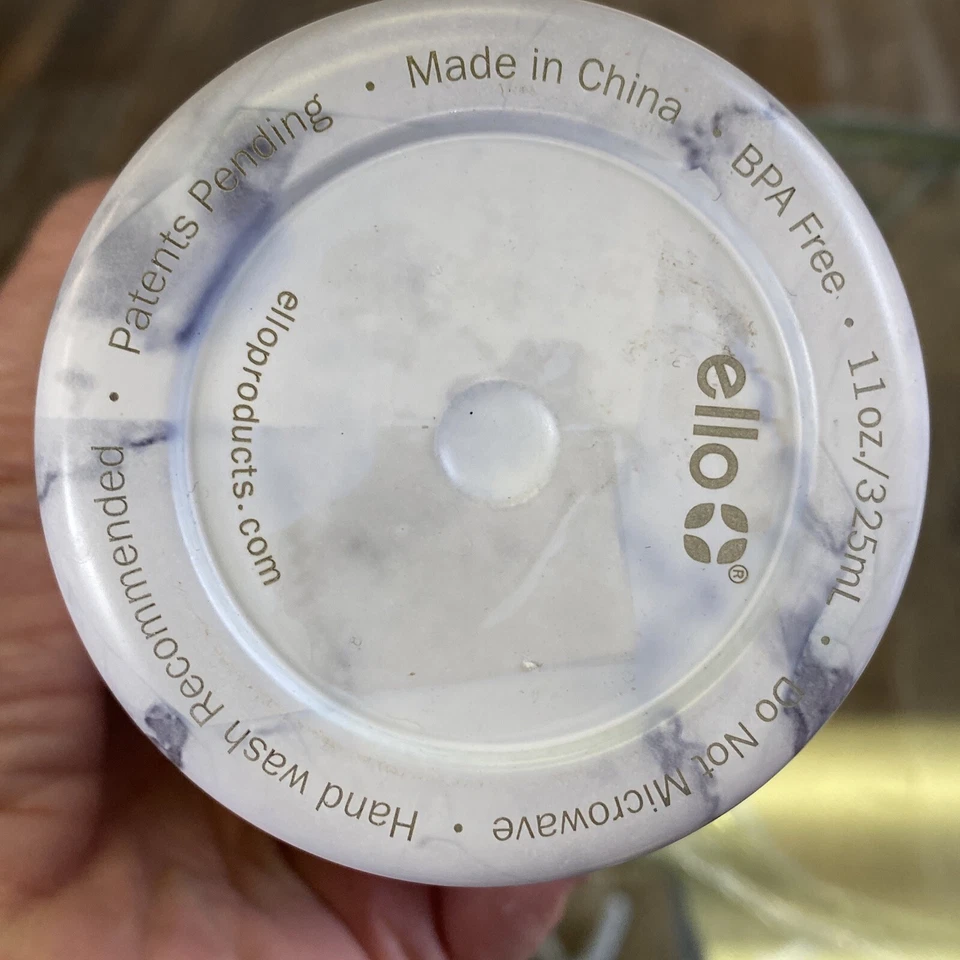 Made in China • BPA Free • 11oz./325mL • Do Not Microwave • Hand wash Recommended • Patents Pending •
ello®
elloproducts.com